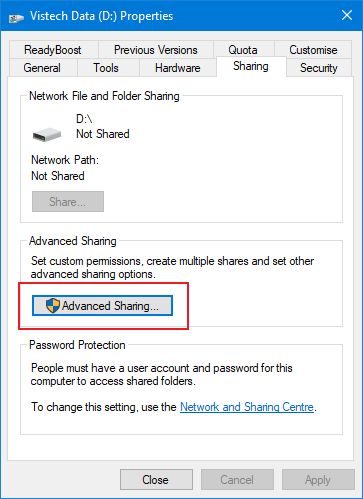 Vistech Data (D:) Properties
ReadyBoost Previous Versions Quota Customise
General Tools Hardware Sharing Security
Network File and Folder Sharing
D:\
Not Shared
Network Path:
Not Shared
Share...
Advanced Sharing
Set custom permissions, create multiple shares and set other
advanced sharing options.
Advanced Sharing...
Password Protection
People must have a user account and password for this
computer to access shared folders.
To change this setting, use the Network and Sharing Centre.
Close Cancel Apply